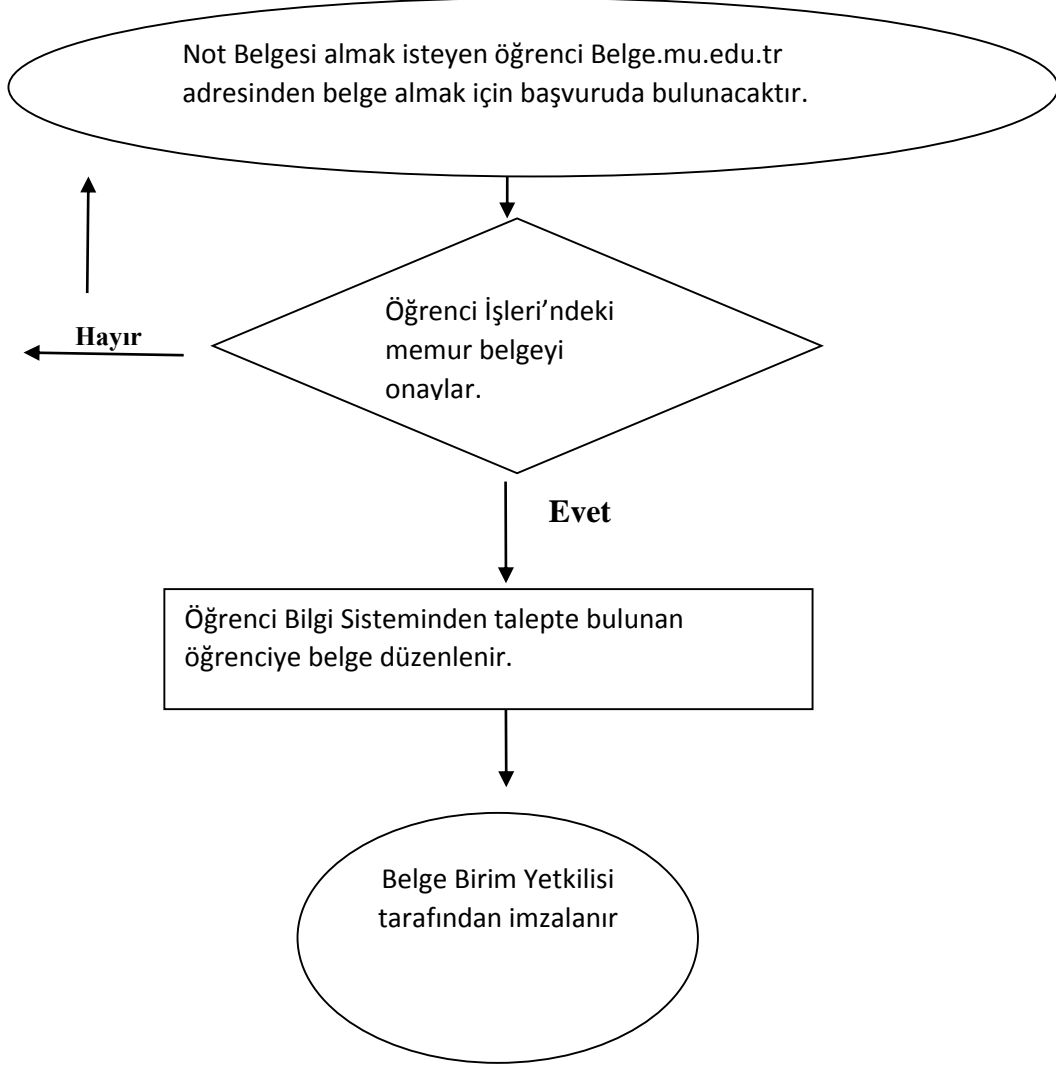 Not Belgesi almak isteyen öğrenci Belge.mu.edu.tr
adresinden belge almak için başvuruda bulunacaktır.
Öğrenci İşleri’ndeki
memur belgeyi
onaylar.
Hayır
Evet
Öğrenci Bilgi Sisteminden talepte bulunan
öğrenciye belge düzenlenir.
Belge Birim Yetkilisi
tarafından imzalanır